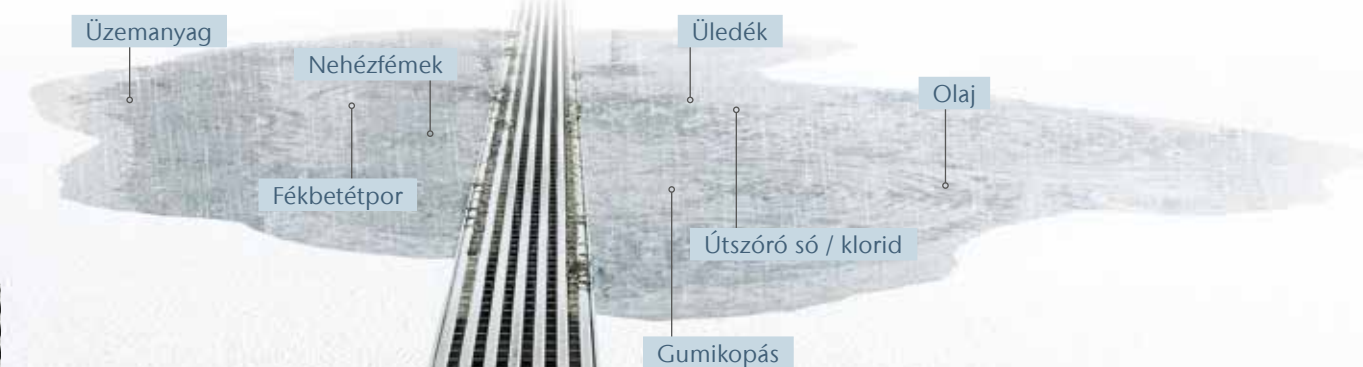 Üzemanyag
Üledék
Nehézfémek
Olaj
Fékbetétpor
Útszóró só / klorid
Gumikopás